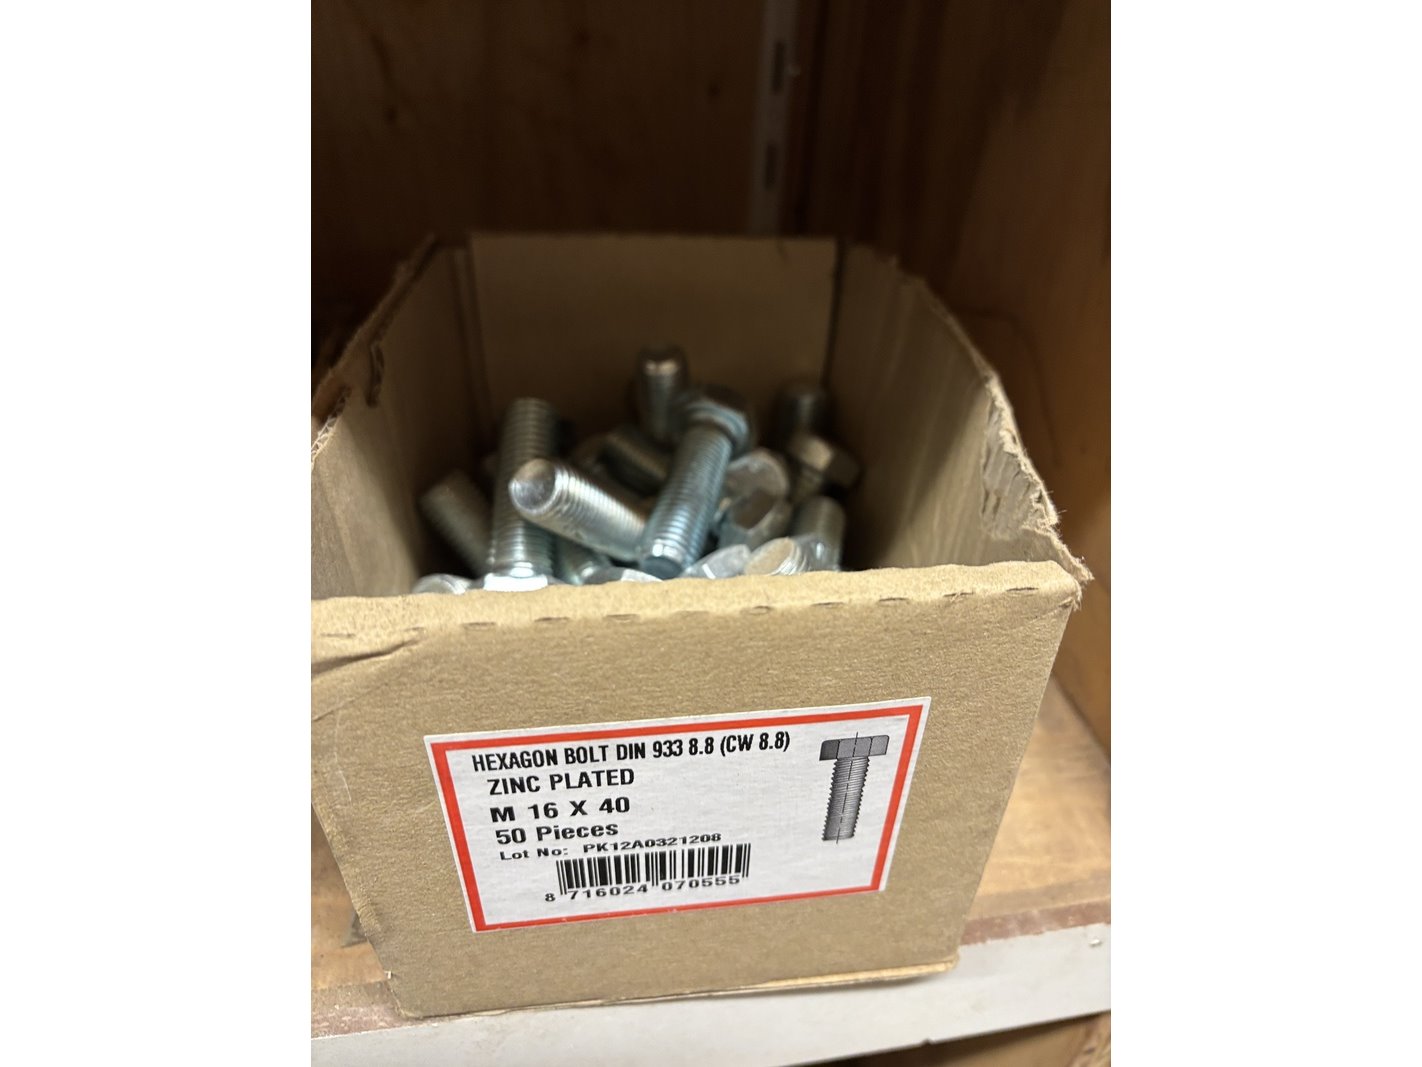 HEXAGON BOLT DIN 933 8.8 (CW 8.8)
ZINC PLATED
M 16 X 40
50 Pieces
Lot No: PK12A0321208
8 716024 070555